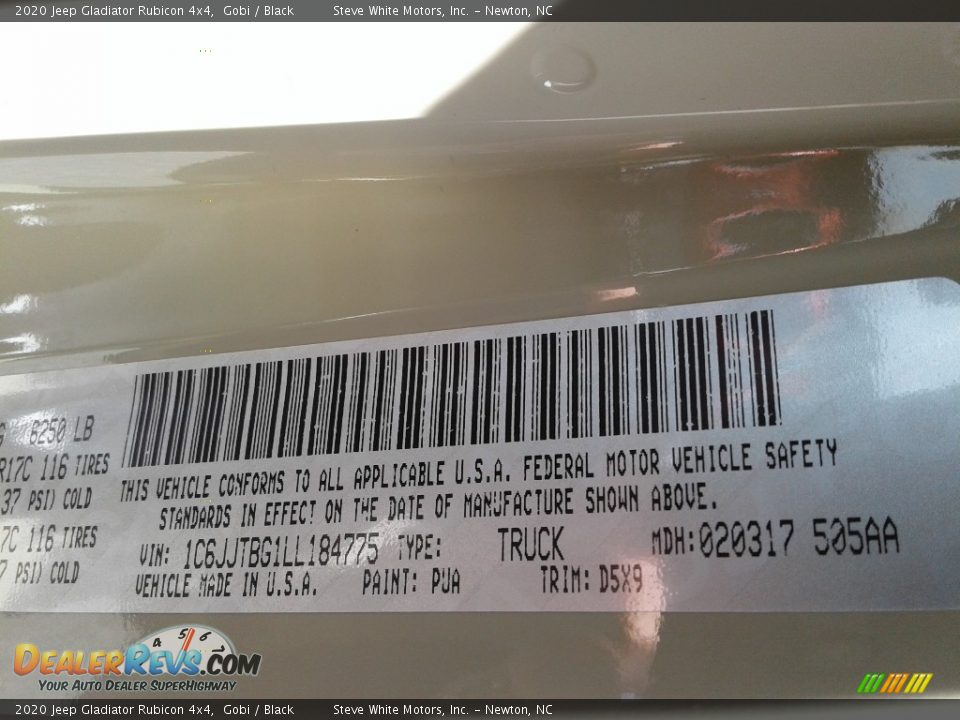 2020 Jeep Gladiator Rubicon 4x4, Gobi / Black Steve White Motors, Inc. - Newton, NC
6250 LB
R17C 116 TIRES
37 PSI) COLD
7C 116 TIRES
7 PSI) COLD
THIS VEHICLE CONFORMS TO ALL APPLICABLE U.S.A. FEDERAL MOTOR VEHICLE SAFETY
STANDARDS IN EFFECT ON THE DATE OF MANUFACTURE SHOWN ABOVE.
VIN: 1C6JJTBG1LL184775 TYPE: TRUCK MDH:020317 505AA
VEHICLE MADE IN U.S.A. PAINT: PUA TRIM: D5X9
4 5 6
DEALERREVS.COM
YOUR AUTO DEALER SUPERHIGHWAY
2020 Jeep Gladiator Rubicon 4x4, Gobi / Black Steve White Motors, Inc. - Newton, NC